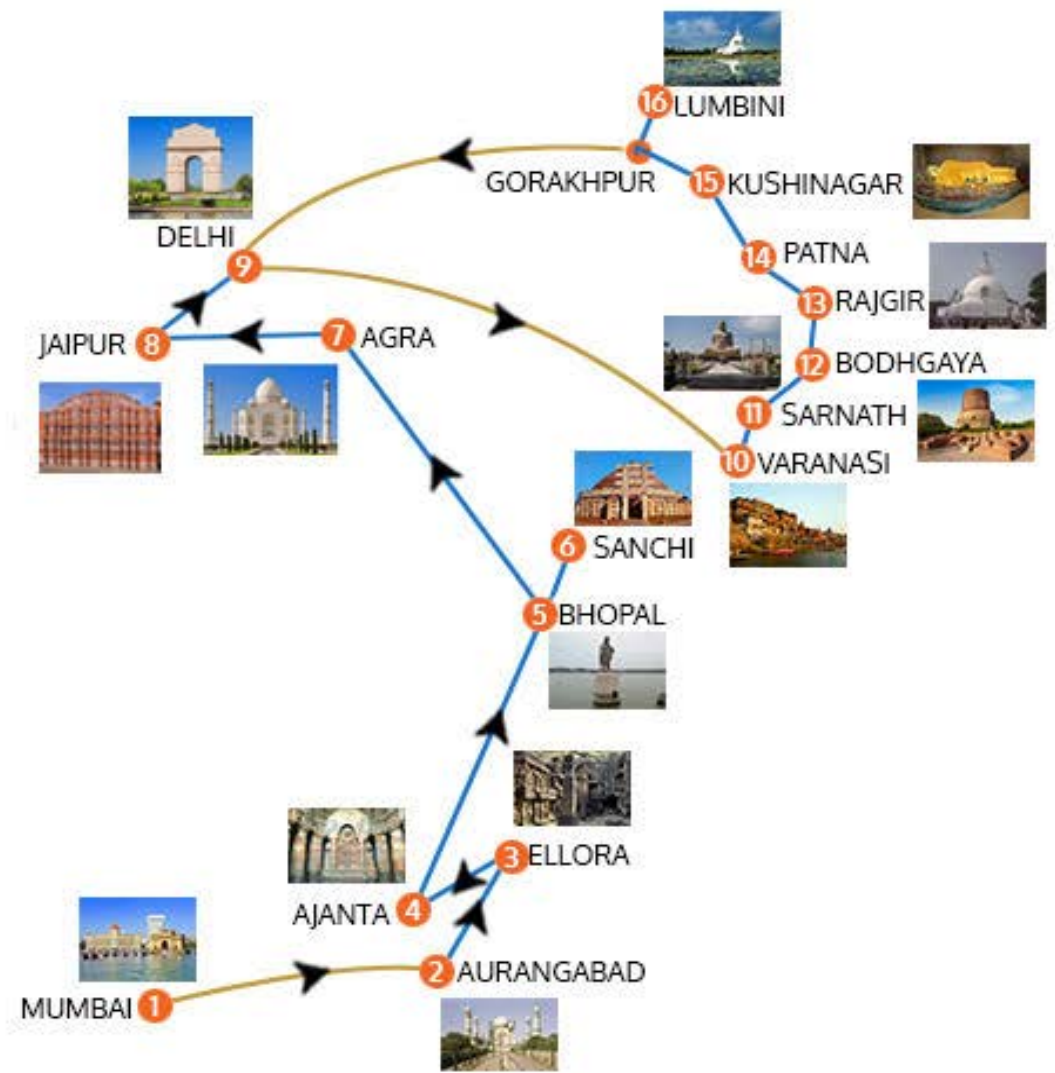 16 LUMBINI
GORAKHPUR
15 KUSHINAGAR
DELHI
9
14 PATNA
13 RAJGIR
JAIPUR 8
7 AGRA
12 BODHGAYA
11 SARNATH
10 VARANASI
6 SANCHI
5 BHOPAL
3 ELLORA
AJANTA 4
2 AURANGABAD
MUMBAI 1